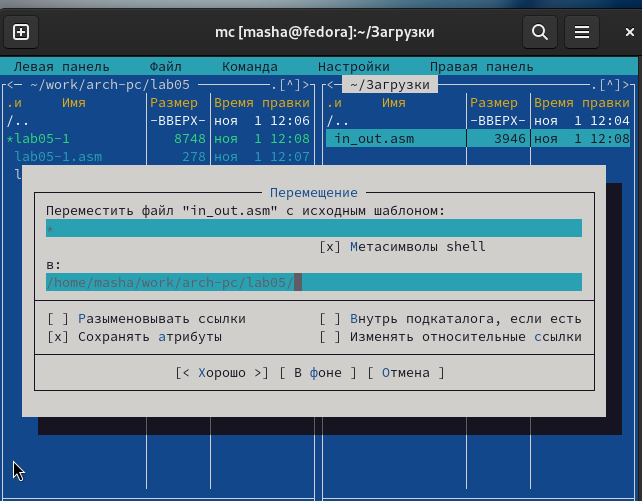 mc [masha@fedora]:~/Загрузки
Левая панель Файл Команда Настройки Правая панель
<— ~/work/arch-pc/lab05 ———.[^]> <— ~/Загрузки ———.[^]>
.и Имя Размер Время правки .и Имя Размер Время правки
/.. -ВВЕРХ- ноя 1 12:06 /.. -ВВЕРХ- ноя 1 12:04
*lab05-1 8748 ноя 1 12:08 in_out.asm 3946 ноя 1 12:08
lab05-1.asm 278 ноя 1 12:07
l
Перемещение
Переместить файл "in_out.asm" с исходным шаблоном:
*
[x] Метасимволы shell
в:
/home/masha/work/arch-pc/lab05/
[ ] Разыменовывать ссылки [ ] Внутрь подкаталога, если есть
[x] Сохранять атрибуты [ ] Изменять относительные ссылки
[< Хорошо >] [ В фоне ] [ Отмена ]